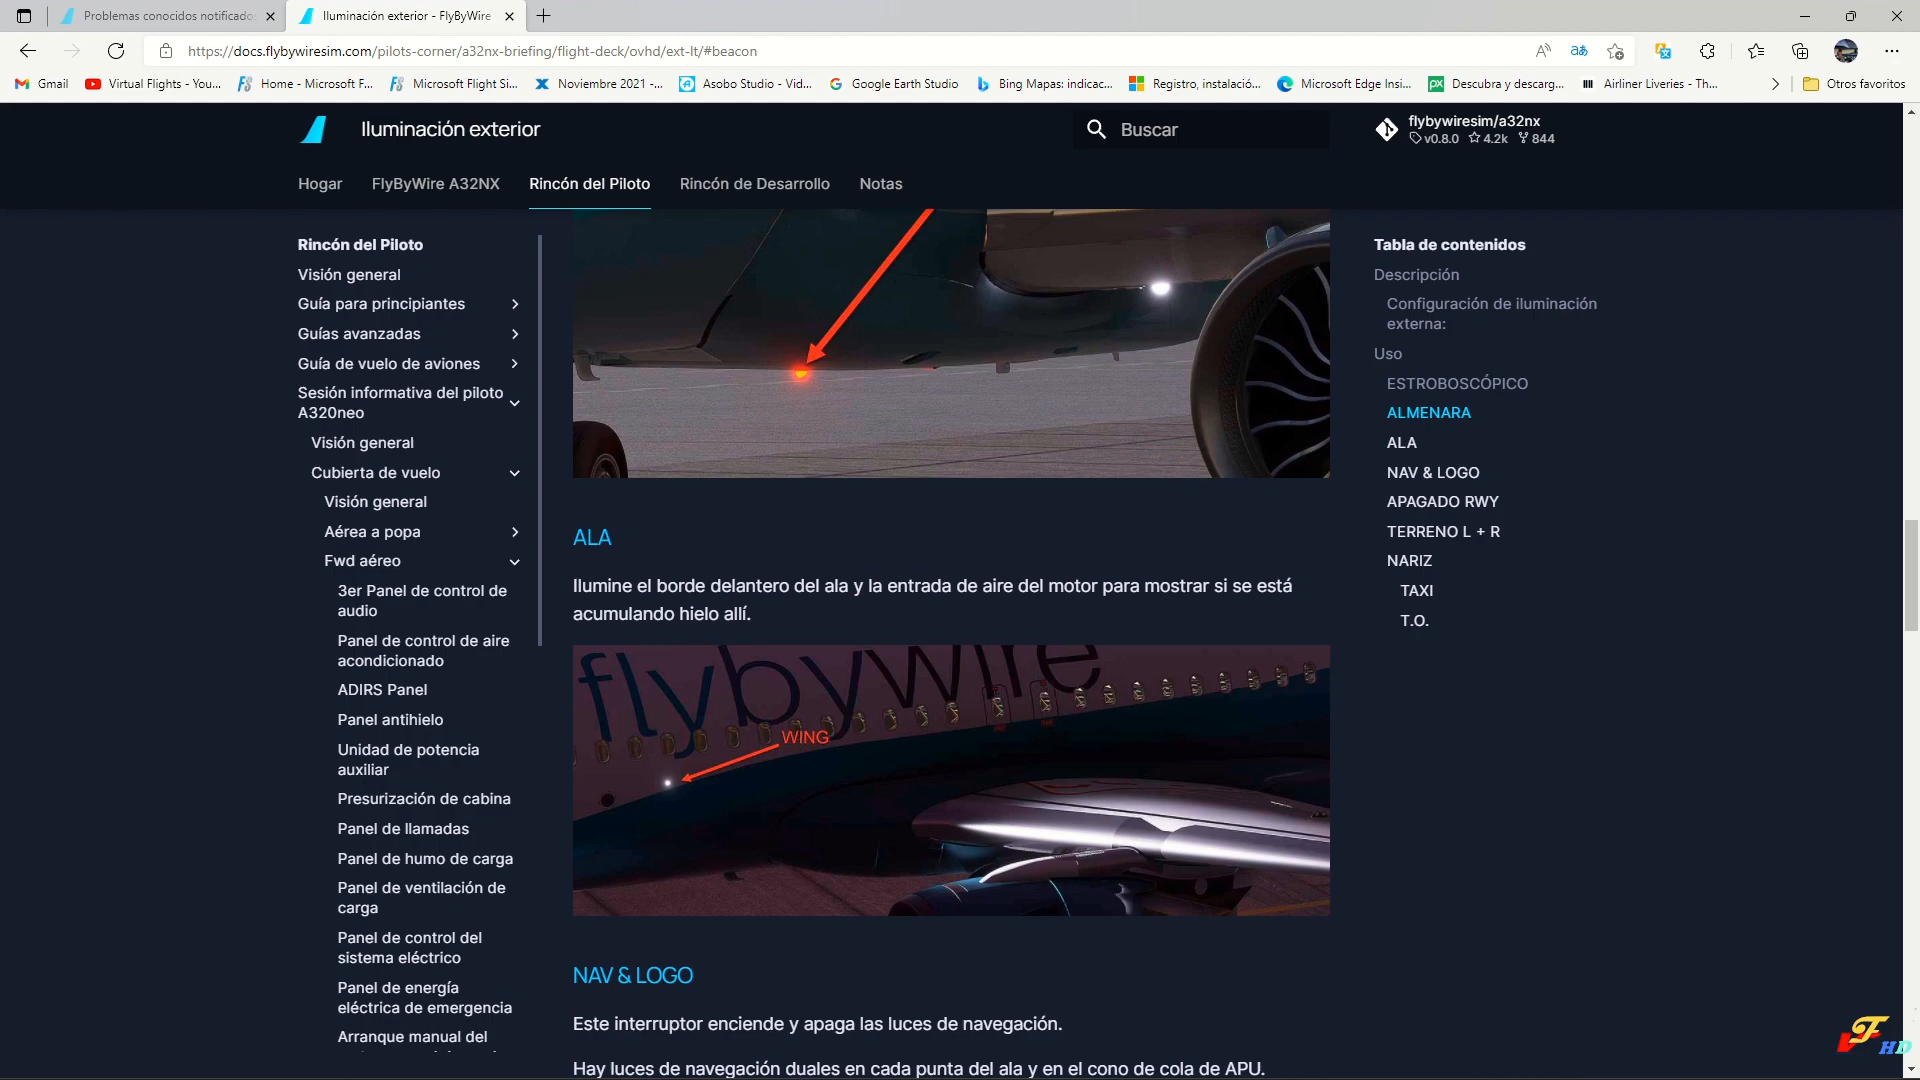 Problemas conocidos notificados
Iluminación exterior - FlyByWire
https://docs.flybywiresim.com/pilots-corner/a32nx-briefing/flight-deck/ovhd/ext-lt/#beacon
Gmail
Virtual Flights - You...
Home - Microsoft F...
Microsoft Flight Si...
Noviembre 2021 -...
Asobo Studio - Vid...
Google Earth Studio
Bing Mapas: indicac...
Registro, instalació...
Microsoft Edge Insi...
Descubra y descarg...
Airliner Liveries - Th...
Otros favoritos
Iluminación exterior
Buscar
flybywiresim/a32nx
v0.8.0 4.2k 844
Hogar
FlyByWire A32NX
Rincón del Piloto
Rincón de Desarrollo
Notas
Rincón del Piloto
Visión general
Guía para principiantes
Guías avanzadas
Guía de vuelo de aviones
Sesión informativa del piloto
A320neo
Visión general
Cubierta de vuelo
Visión general
Aérea a popa
Fwd aéreo
3er Panel de control de
audio
Panel de control de aire
acondicionado
ADIRS Panel
Panel antihielo
Unidad de potencia
auxiliar
Presurización de cabina
Panel de llamadas
Panel de humo de carga
Panel de ventilación de
carga
Panel de control del
sistema eléctrico
Panel de energía
eléctrica de emergencia
Arranque manual del
ALA
Ilumine el borde delantero del ala y la entrada de aire del motor para mostrar si se está
acumulando hielo allí.
flybywire
WING
NAV & LOGO
Este interruptor enciende y apaga las luces de navegación.
Hay luces de navegación duales en cada punta del ala y en el cono de cola de APU.
Tabla de contenidos
Descripción
Configuración de iluminación
externa:
Uso
ESTROBOSCÓPICO
ALMENARA
ALA
NAV & LOGO
APAGADO RWY
TERRENO L + R
NARIZ
TAXI
T.O.
VF HD